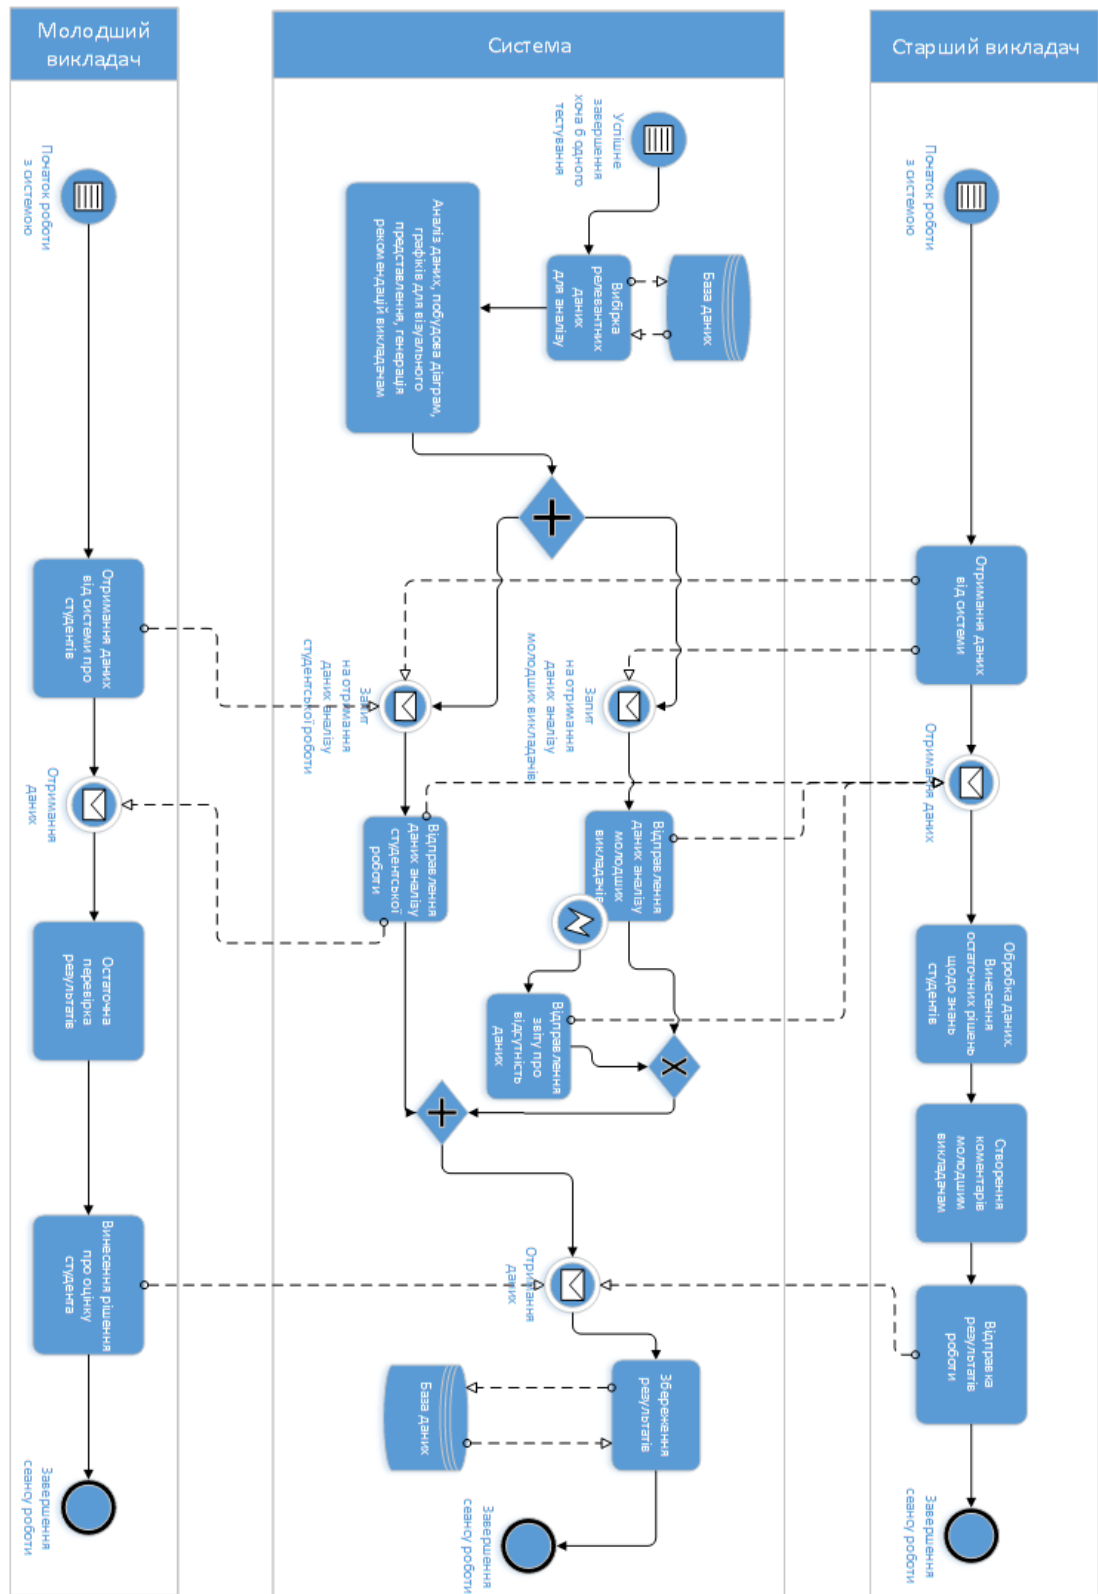 Молодший
викладач
Система
Старший викладач
Початок роботи
з системою
Отримання даних
від системи про
студентів
Отримання
даних
Остаточна
перевірка
результатів
Винесення рішення
про оцінку
студента
Завершення
сеансу роботи
Успішне
завершення
хоча б одного
тестування
Вибірка
релевантних
даних
для аналізу
База даних
Аналіз даних, побудова діаграм,
графіків для візуального
представлення, генерація
рекомендацій викладачам
Запит
на отримання
даних аналізу
молодших викладачів
Запит
на отримання
даних аналізу
студентської роботи
Відправлення
даних аналізу
молодших
викладачів
Відправлення
даних аналізу
студентської
роботи
Відправлення
звіту про
відсутність
даних
Отримання
даних
Збереження
результатів
База даних
Завершення
сеансу роботи
Початок роботи
з системою
Отримання даних
від системи
Отримання даних
Обробка даних.
Винесення
остаточних рішень
щодо знань
студентів
Створення
коментарів
молодшим
викладачам
Відправка
результатів
роботи
Завершення
сеансу роботи